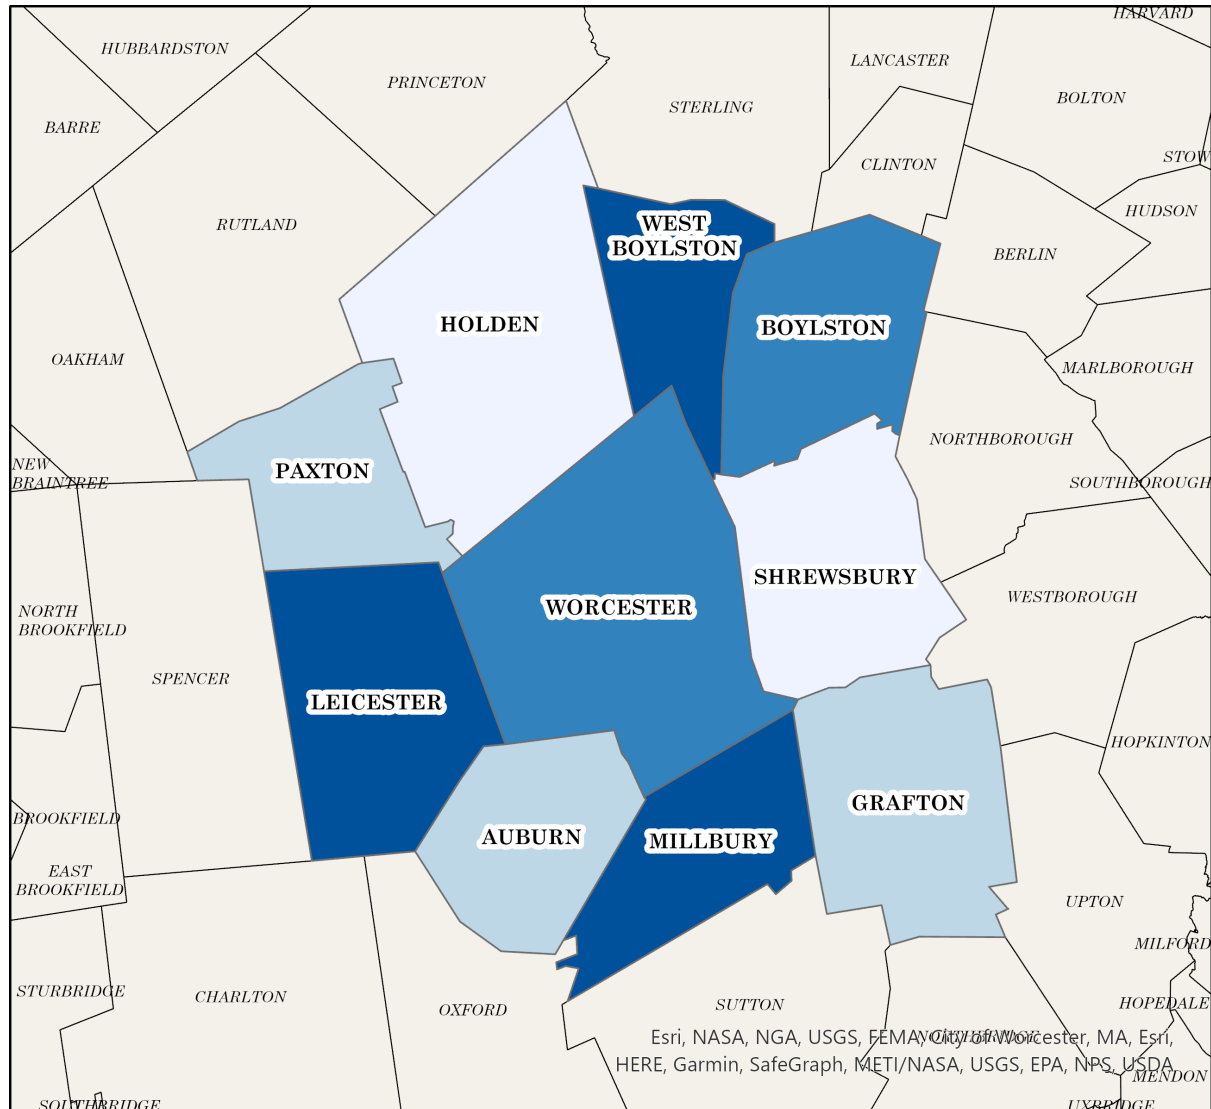 HARVARD
HUBBARDSTON
LANCASTER
PRINCETON
BOLTON
STERLING
BARRE
STOW
CLINTON
HUDSON
RUTLAND
WEST
BOYLSTON
BERLIN
HOLDEN
BOYLSTON
OAKHAM
MARLBOROUGH
NORTHBOROUGH
NEW
BRAINTREE
PAXTON
SOUTHBOROUGH
SHREWSBURY
WESTBOROUGH
WORCESTER
NORTH
BROOKFIELD
SPENCER
LEICESTER
HOPKINTON
GRAFTON
BROOKFIELD
AUBURN
MILLBURY
EAST
BROOKFIELD
UPTON
MILFORD
STURBRIDGE
CHARLTON
OXFORD
SUTTON
HOPEDALE
NORTHBRIDGE
Esri, NASA, NGA, USGS, FEMA, City of Worcester, MA, Esri,
HERE, Garmin, SafeGraph, METI/NASA, USGS, EPA, NPS, USDA
MENDON
SOUTHBRIDGE
UXBRIDGE